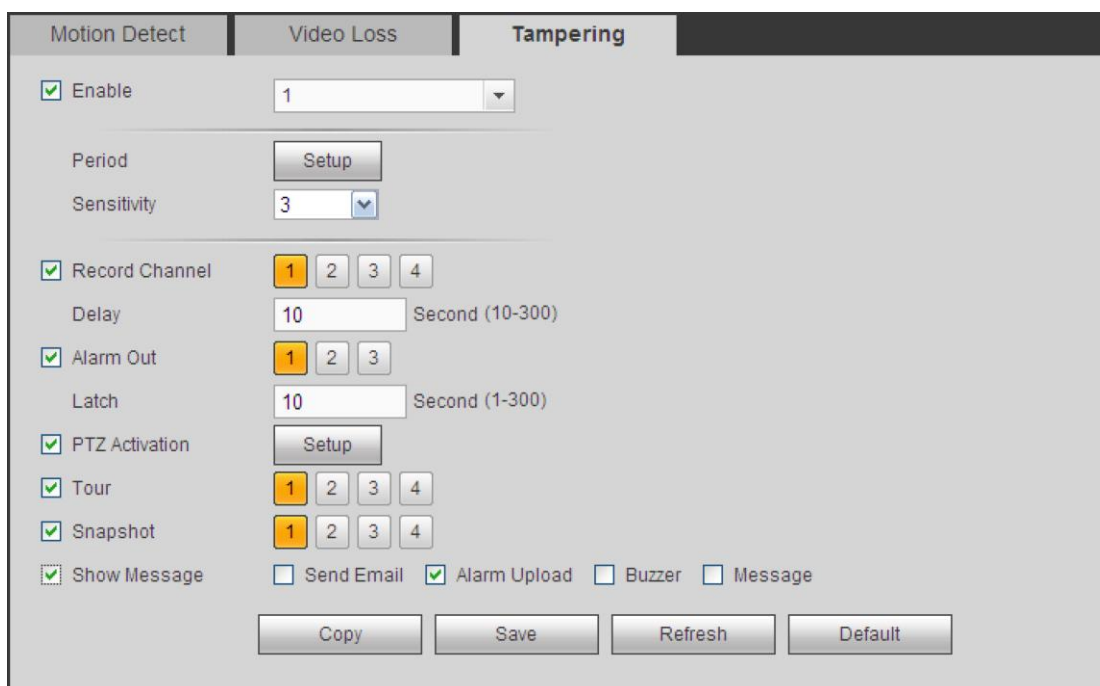 Motion Detect Video Loss Tampering
Enable 1
Period Setup
Sensitivity 3
Record Channel 1 2 3 4
Delay 10 Second (10-300)
Alarm Out 1 2 3
Latch 10 Second (1-300)
PTZ Activation Setup
Tour 1 2 3 4
Snapshot 1 2 3 4
Show Message Send Email Alarm Upload Buzzer Message
Copy Save Refresh Default